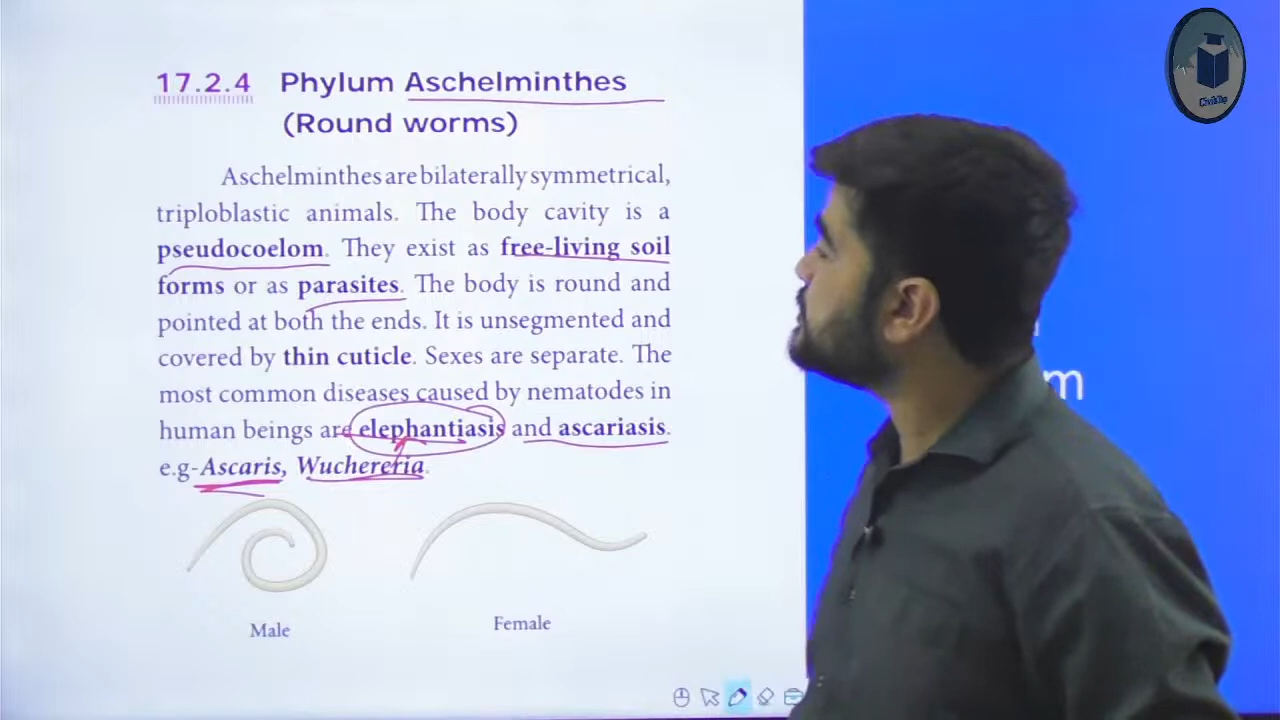 17.2.4 Phylum Aschelminthes
(Round worms)
Aschelminthes are bilaterally symmetrical,
triploblastic animals. The body cavity is a
pseudocoelom. They exist as free-living soil
forms or as parasites. The body is round and
pointed at both the ends. It is unsegmented and
covered by thin cuticle. Sexes are separate. The
most common diseases caused by nematodes in
human beings are elephantiasis and ascariasis.
e.g-Ascaris, Wuchereria.
Male
Female
m